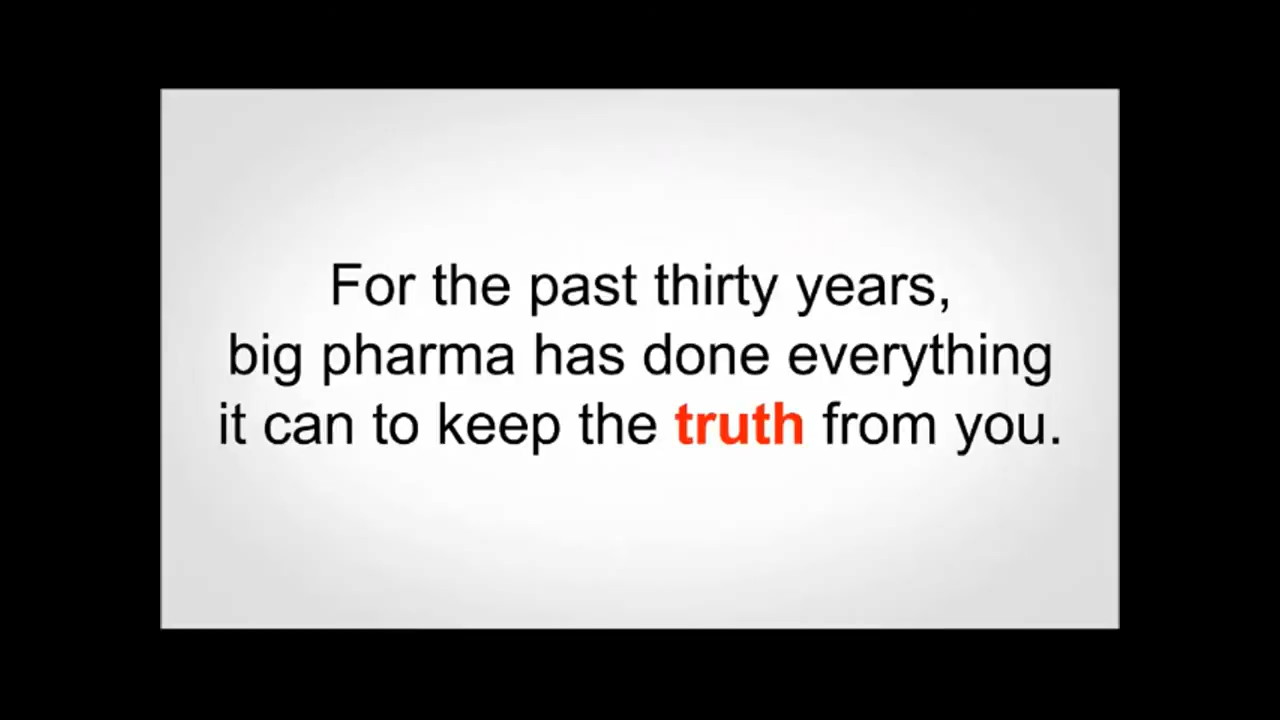 For the past thirty years,
big pharma has done everything
it can to keep the truth from you.